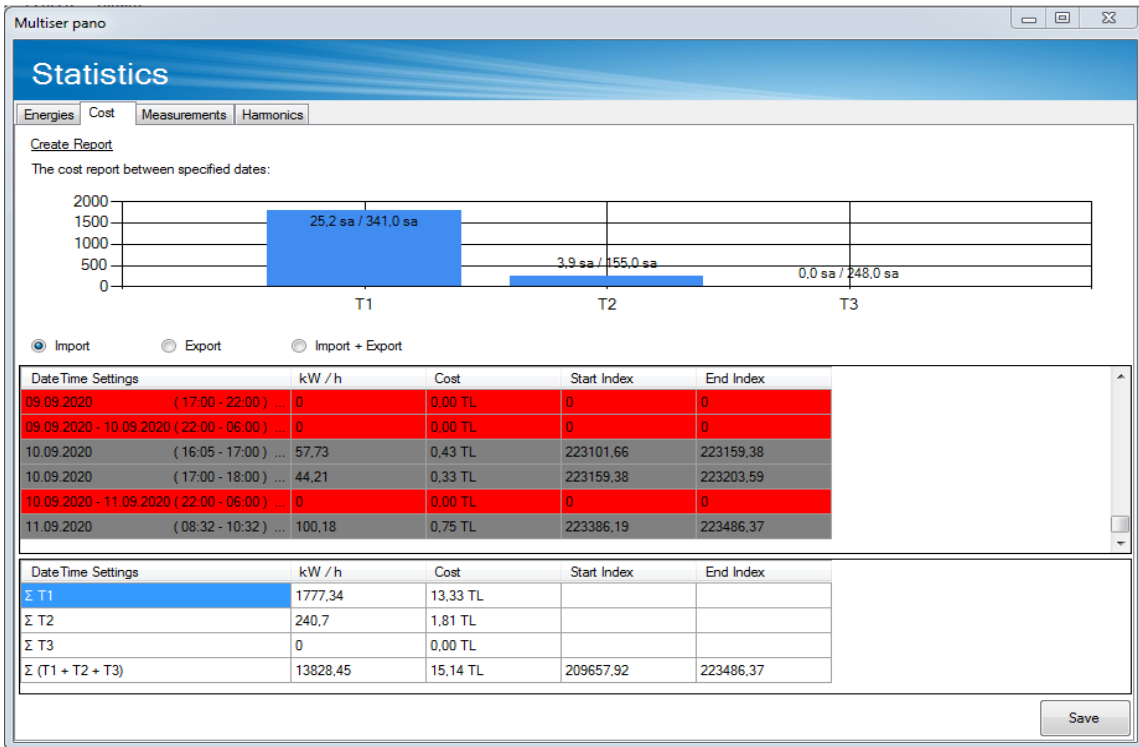 Multiser pano
Statistics
Energies Cost Measurements Harmonics
Create Report
The cost report between specified dates:
2000
1500
1000
500
0
25,2 sa / 341,0 sa
3,9 sa / 155,0 sa
0,0 sa / 248,0 sa
T1 T2 T3
Import Export Import + Export
DateTime Settings kW / h Cost Start Index End Index
09.09.2020 ( 17:00 - 22:00 ) ... 0 0,00 TL 0 0
09.09.2020 - 10.09.2020 ( 22:00 - 06:00 ) ... 0 0,00 TL 0 0
10.09.2020 ( 16:05 - 17:00 ) ... 57,73 0,43 TL 223101,66 223159,38
10.09.2020 ( 17:00 - 18:00 ) ... 44,21 0,33 TL 223159,38 223203,59
10.09.2020 - 11.09.2020 ( 22:00 - 06:00 ) ... 0 0,00 TL 0 0
11.09.2020 ( 08:32 - 10:32 ) ... 100,18 0,75 TL 223386,19 223486,37
DateTime Settings kW / h Cost Start Index End Index
Σ T1 1777,34 13,33 TL
Σ T2 240,7 1,81 TL
Σ T3 0 0,00 TL
Σ (T1 + T2 + T3) 13828,45 15,14 TL 209657,92 223486,37
Save